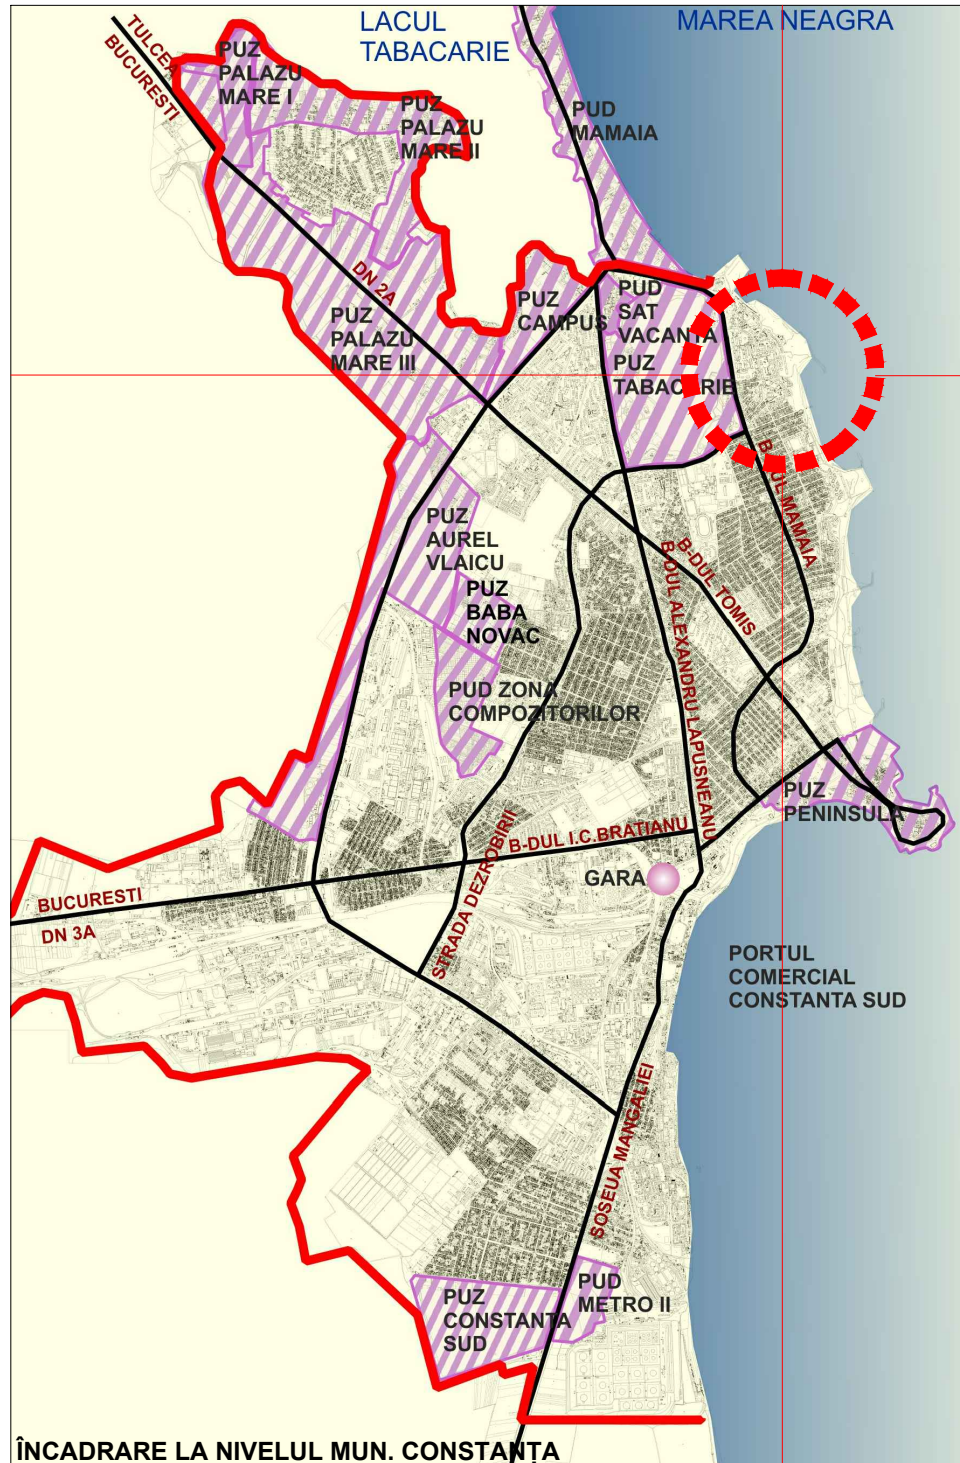 LACUL
TABACARIE
MAREA NEAGRA
TULCEA
BUCURESTI
PUZ
PALAZU
MARE I
PUZ
PALAZU
MARE II
PUD
MAMAIA
DN 2A
PUZ
PALAZU
MARE III
PUZ
CAMPUS
PUD
SAT
VACANTA
PUZ
TABACARIE
B-DUL MAMAIA
PUZ
AUREL
VLAICU
PUZ
BABA
NOVAC
B-DUL TOMIS
B-DUL ALEXANDRU LAPUSNEANU
PUD ZONA
COMPOZITORILOR
PUZ
PENINSULA
B-DUL I.C.BRATIANU
STRADA DEZROBIRII
GARA
BUCURESTI
DN 3A
PORTUL
COMERCIAL
CONSTANTA SUD
SOSEUA MANGALIEI
PUD
METRO II
PUZ
CONSTANTA
SUD
ÎNCADRARE LA NIVELUL MUN. CONSTANȚA